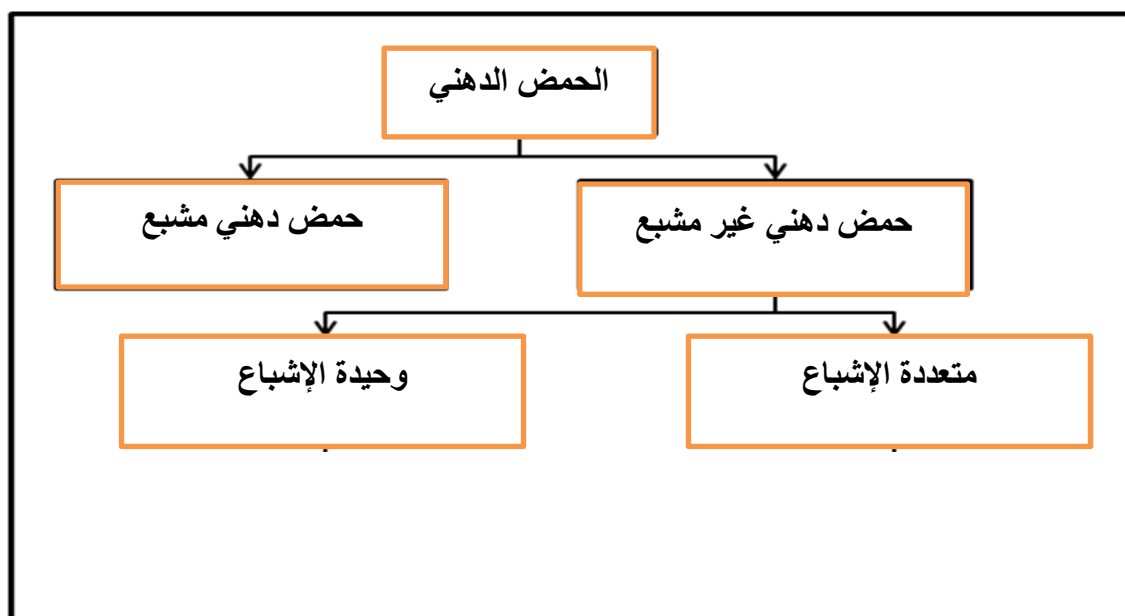 الحمض الدهني
حمض دهني غير مشبع
حمض دهني مشبع
متعددة الإشباع
وحيدة الإشباع